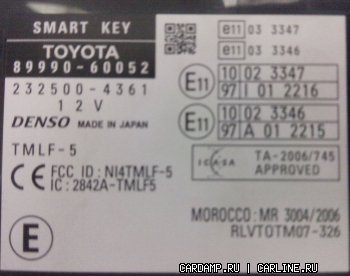 SMART KEY
TOYOTA
89990-60052
232500-4361
12V
DENSO MADE IN JAPAN
TMLF-5
CE FCC ID : NI4TMLF-5
IC : 2842A-TMLF5
E
e11 03 3347
e11 03 3346
E11 10 02 3347
97 I 01 2216
E11 10 02 3346
97 A 01 2215
ICASA TA-2006/745
APPROVED
MOROCCO: MR 3004/2006
RLVTOTM07-326
CARDAMP.RU | CARLINE.RU